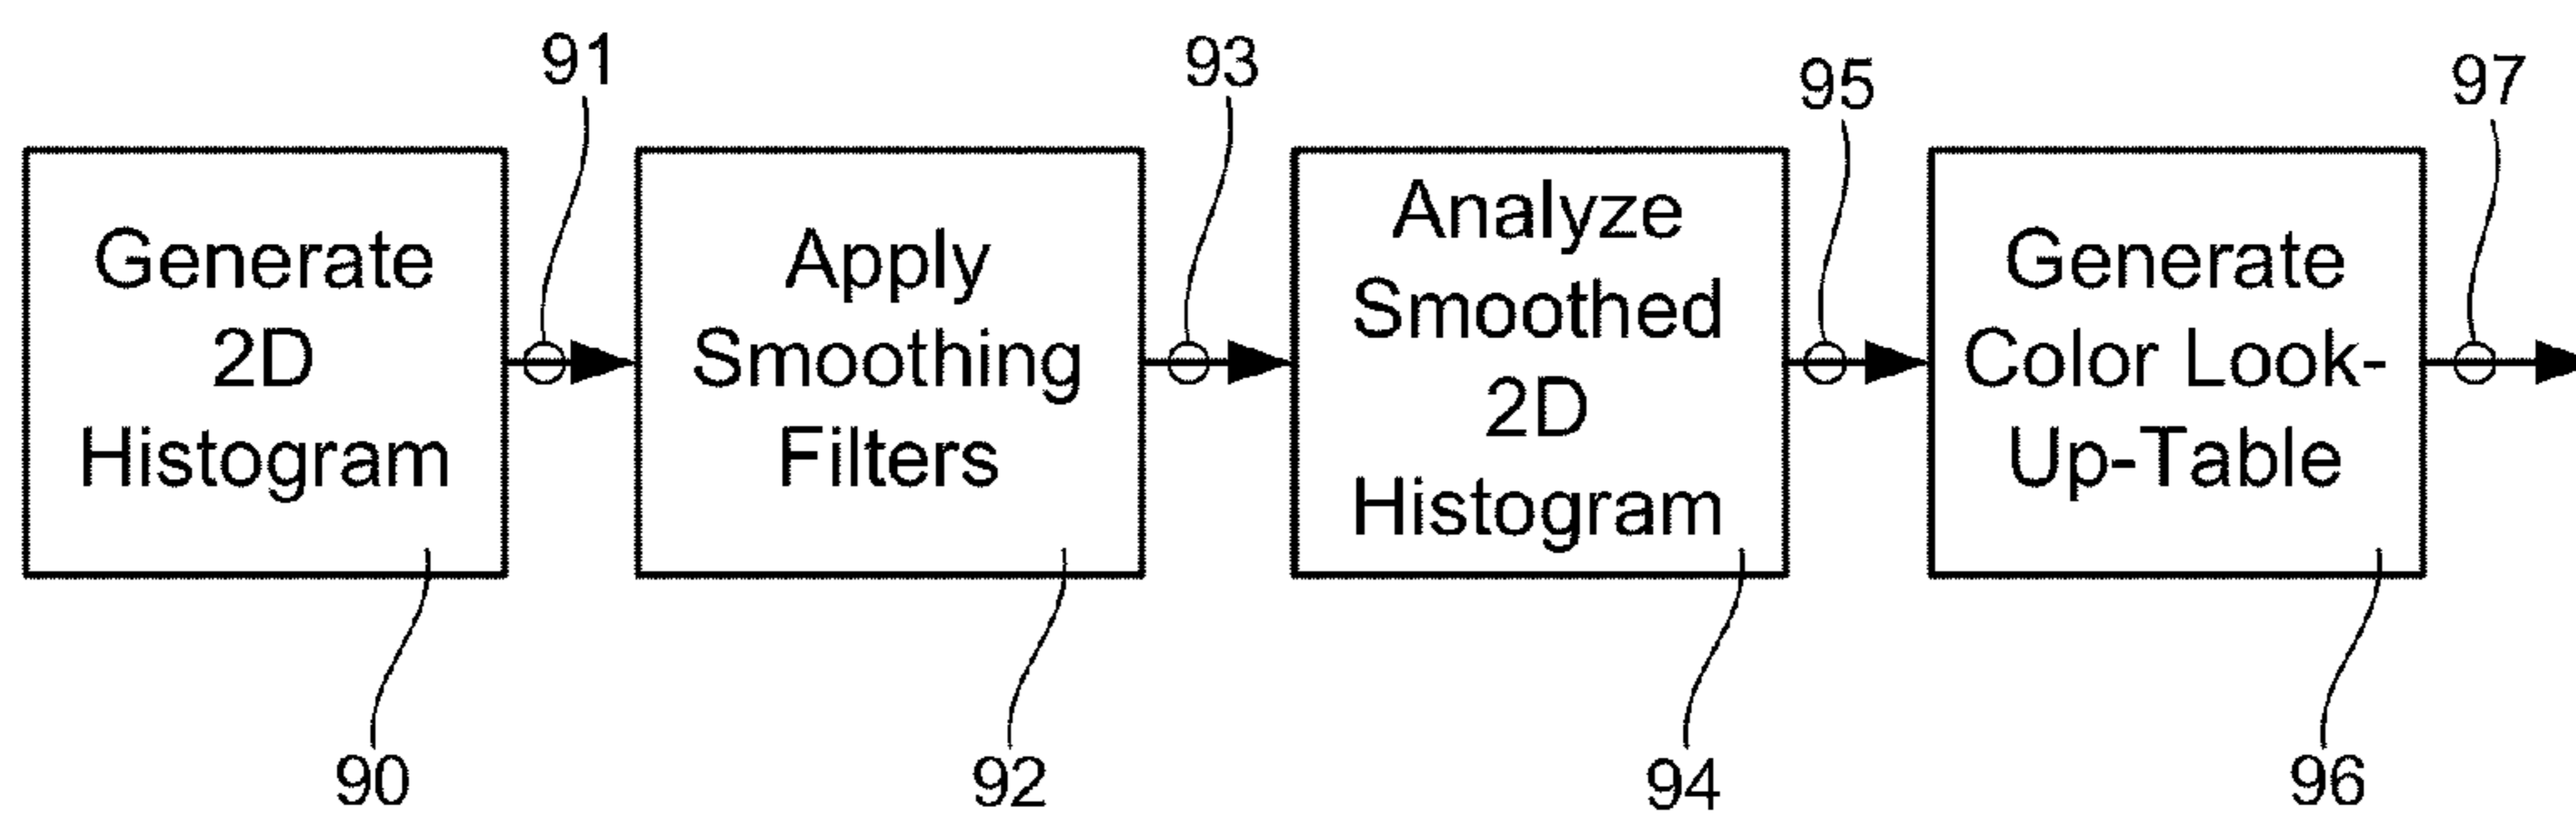 91
93
95
97
Generate
2D
Histogram
Apply
Smoothing
Filters
Analyze
Smoothed
2D
Histogram
Generate
Color Look-
Up-Table
90
92
94
96